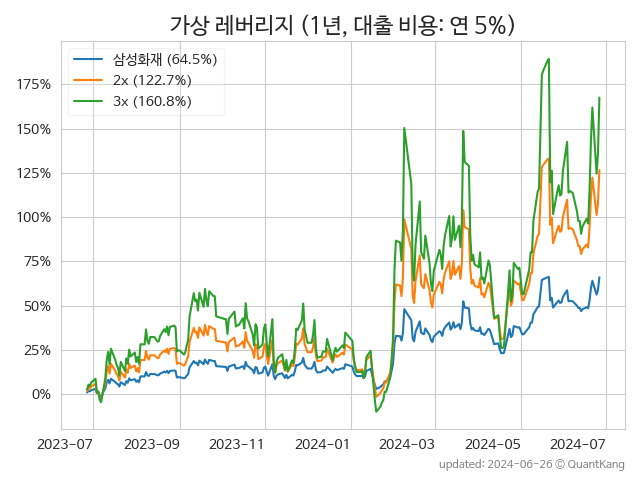 가상 레버리지 (1년, 대출 비용: 연 5%)
삼성화재 (64.5%)
2x (122.7%)
3x (160.8%)
175%
150%
125%
100%
75%
50%
25%
0%
2023-07 2023-09 2023-11 2024-01 2024-03 2024-05 2024-07
updated: 2024-06-26 © QuantKang